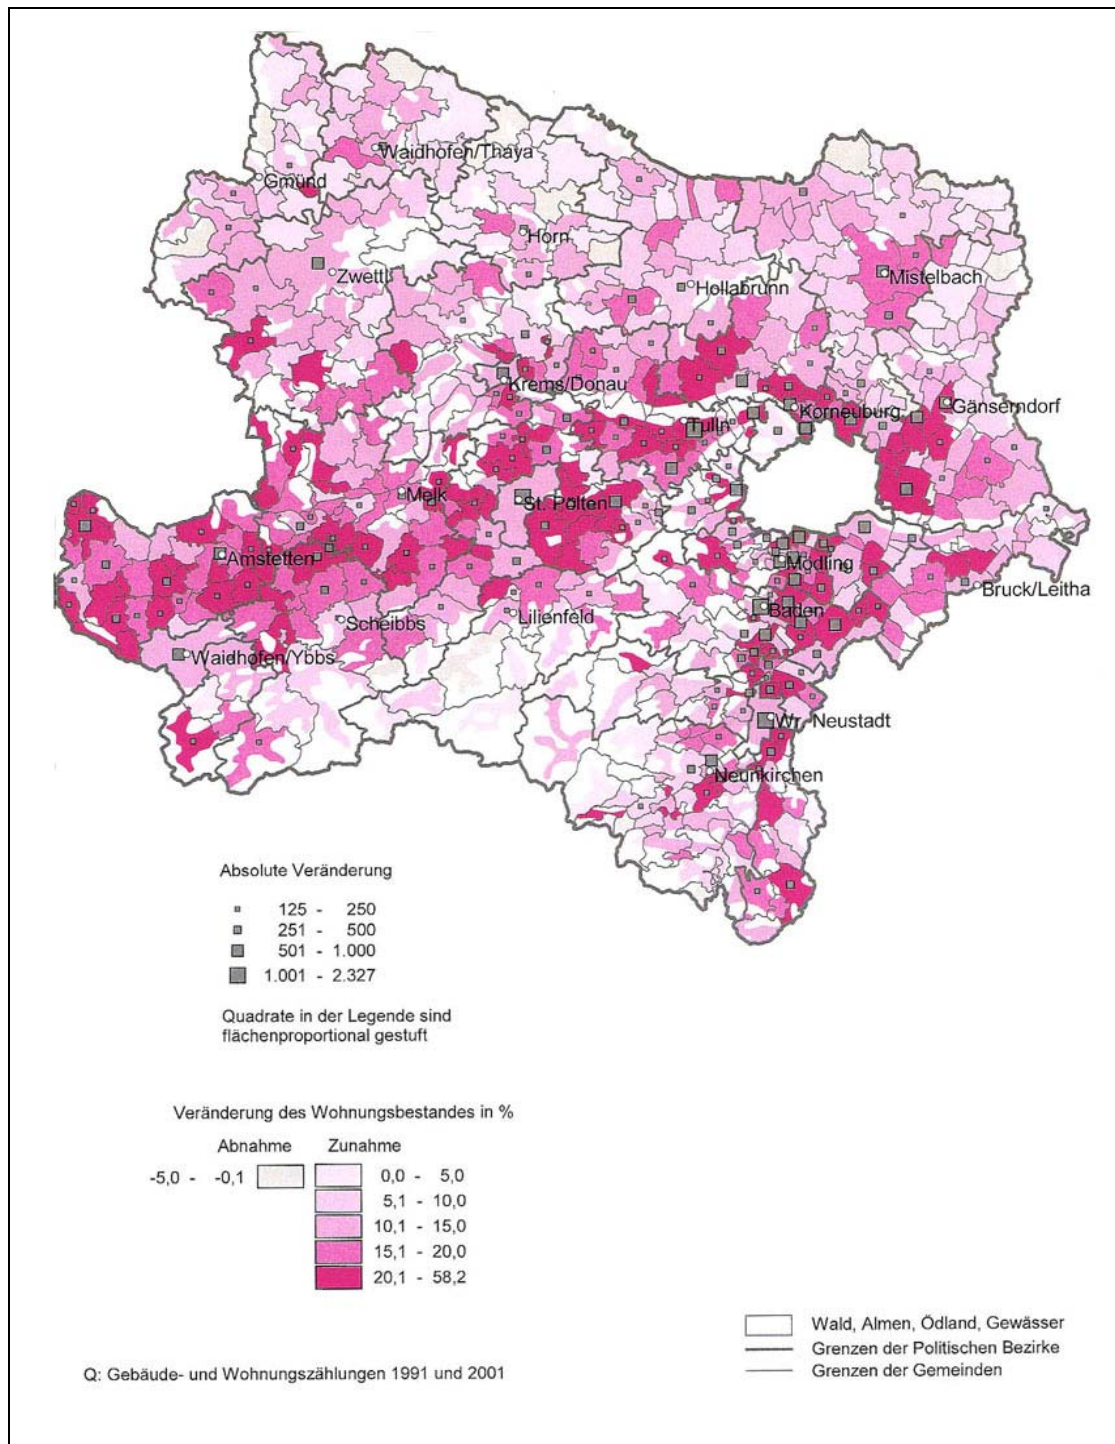 Waidhofen/Thaya
Gmünd
Horn
Zwettl
Mistelbach
Hollabrunn
Krems/Donau
Gänserndorf
Korneuburg
Tulln
Melk
St. Pölten
Amstetten
Mödling
Bruck/Leitha
Baden
Scheibbs
Lilienfeld
Waidhofen/Ybbs
Wr. Neustadt
Neunkirchen
Absolute Veränderung
125 - 250
251 - 500
501 - 1.000
1.001 - 2.327
Quadrate in der Legende sind
flächenproportional gestuft
Veränderung des Wohnungsbestandes in %
Abnahme Zunahme
-5,0 - -0,1 0,0 - 5,0
5,1 - 10,0
10,1 - 15,0
15,1 - 20,0
20,1 - 58,2
Wald, Almen, Ödland, Gewässer
Grenzen der Politischen Bezirke
Grenzen der Gemeinden
Q: Gebäude- und Wohnungszählungen 1991 und 2001